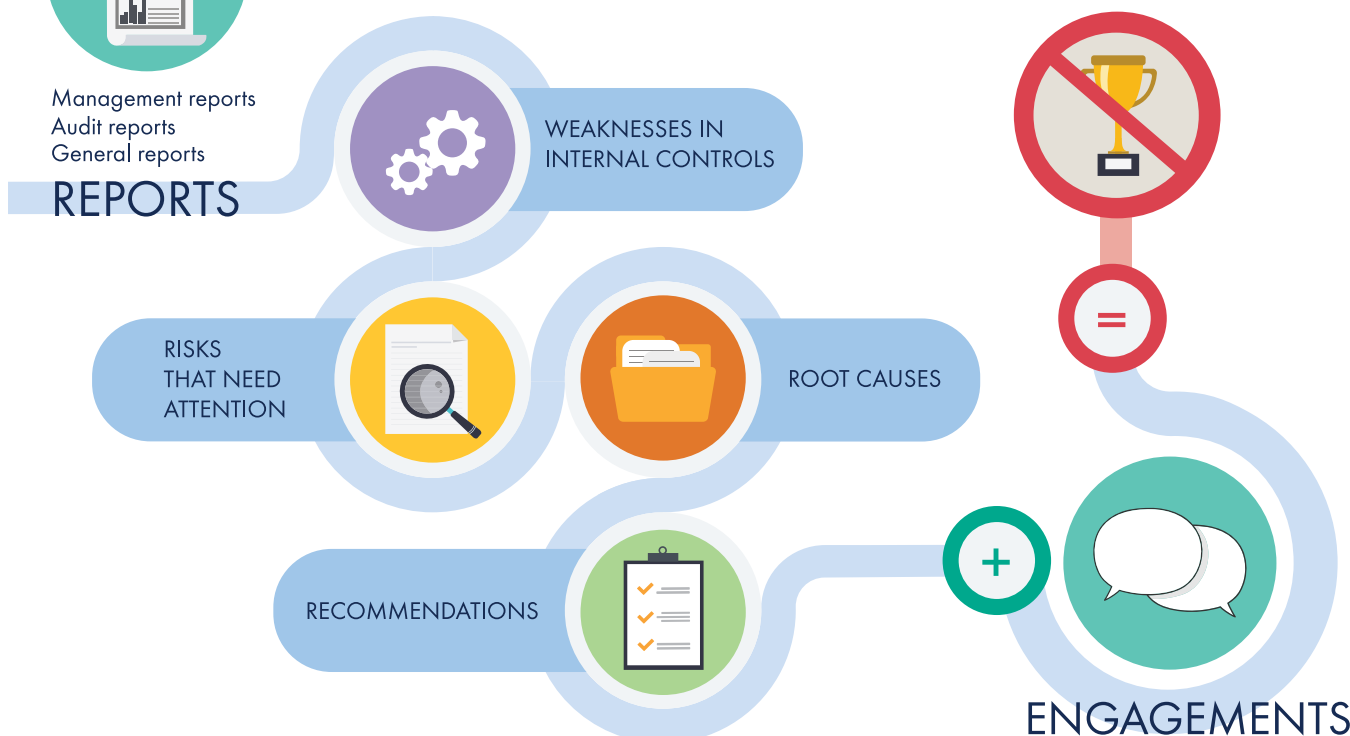 Management reports
Audit reports
General reports
REPORTS
WEAKNESSES IN
INTERNAL CONTROLS
RISKS
THAT NEED
ATTENTION
ROOT CAUSES
RECOMMENDATIONS
+
=
ENGAGEMENTS